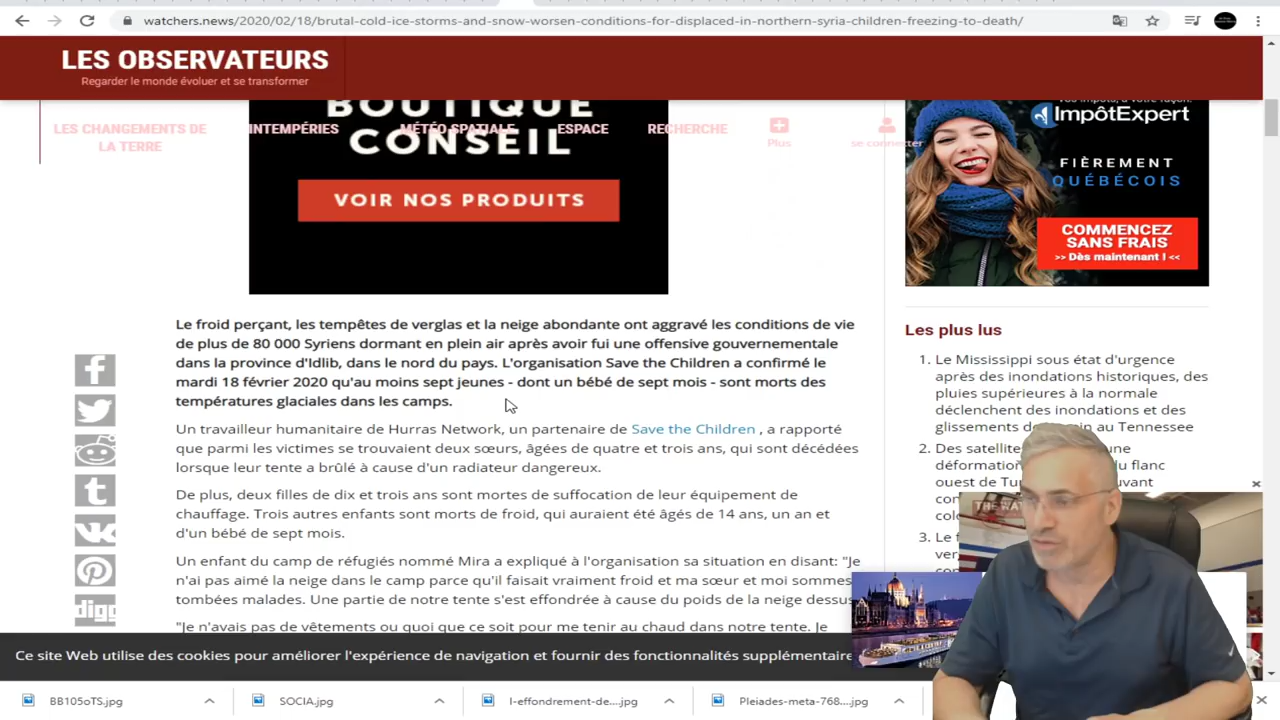 watchers.news/2020/02/18/brutal-cold-ice-storms-and-snow-worsen-conditions-for-displaced-in-northern-syria-children-freezing-to-death/
LES OBSERVATEURS
Regarder le monde évoluer et se transformer
BOUTIQUE
CONSEIL
VOIR NOS PRODUITS
LES CHANGEMENTS DE
LA TERRE
INTEMPÉRIES
MÉTÉO SPATIALE
ESPACE
RECHERCHE
Plus
se connecter
vos impôts, à votre façon.
ImpôtExpert
FIÈREMENT
QUÉBÉCOIS
COMMENCEZ
SANS FRAIS
>> Dès maintenant ! <<
Le froid perçant, les tempêtes de verglas et la neige abondante ont aggravé les conditions de vie
de plus de 80 000 Syriens dormant en plein air après avoir fui une offensive gouvernementale
dans la province d'Idlib, dans le nord du pays. L'organisation Save the Children a confirmé le
mardi 18 février 2020 qu'au moins sept jeunes - dont un bébé de sept mois - sont morts des
températures glaciales dans les camps.
Un travailleur humanitaire de Hurras Network, un partenaire de Save the Children , a rapporté
que parmi les victimes se trouvaient deux sœurs, âgées de quatre et trois ans, qui sont décédées
lorsque leur tente a brûlé à cause d'un radiateur dangereux.
De plus, deux filles de dix et trois ans sont mortes de suffocation de leur équipement de
chauffage. Trois autres enfants sont morts de froid, qui auraient été âgés de 14 ans, un an et
d'un bébé de sept mois.
Un enfant du camp de réfugiés nommé Mira a expliqué à l'organisation sa situation en disant: "Je
n'ai pas aimé la neige dans le camp parce qu'il faisait vraiment froid et ma sœur et moi sommes
tombées malades. Une partie de notre tente s'est effondrée à cause du poids de la neige dessus
"Je n'avais pas de vêtements ou quoi que ce soit pour me tenir au chaud dans notre tente. Je
Les plus lus
1. Le Mississippi sous état d'urgence
après des inondations historiques, des
pluies supérieures à la normale
déclenchent des inondations et des
glissements de terrain au Tennessee
2. Des satellite une
déformation du flanc
ouest de
3. Le
digg
Ce site Web utilise des cookies pour améliorer l'expérience de navigation et fournir des fonctionnalités supplémentaire
BB105oTS.jpg
SOCIA.jpg
I-effondrement-de....jpg
Pleiades-meta-768....jpg